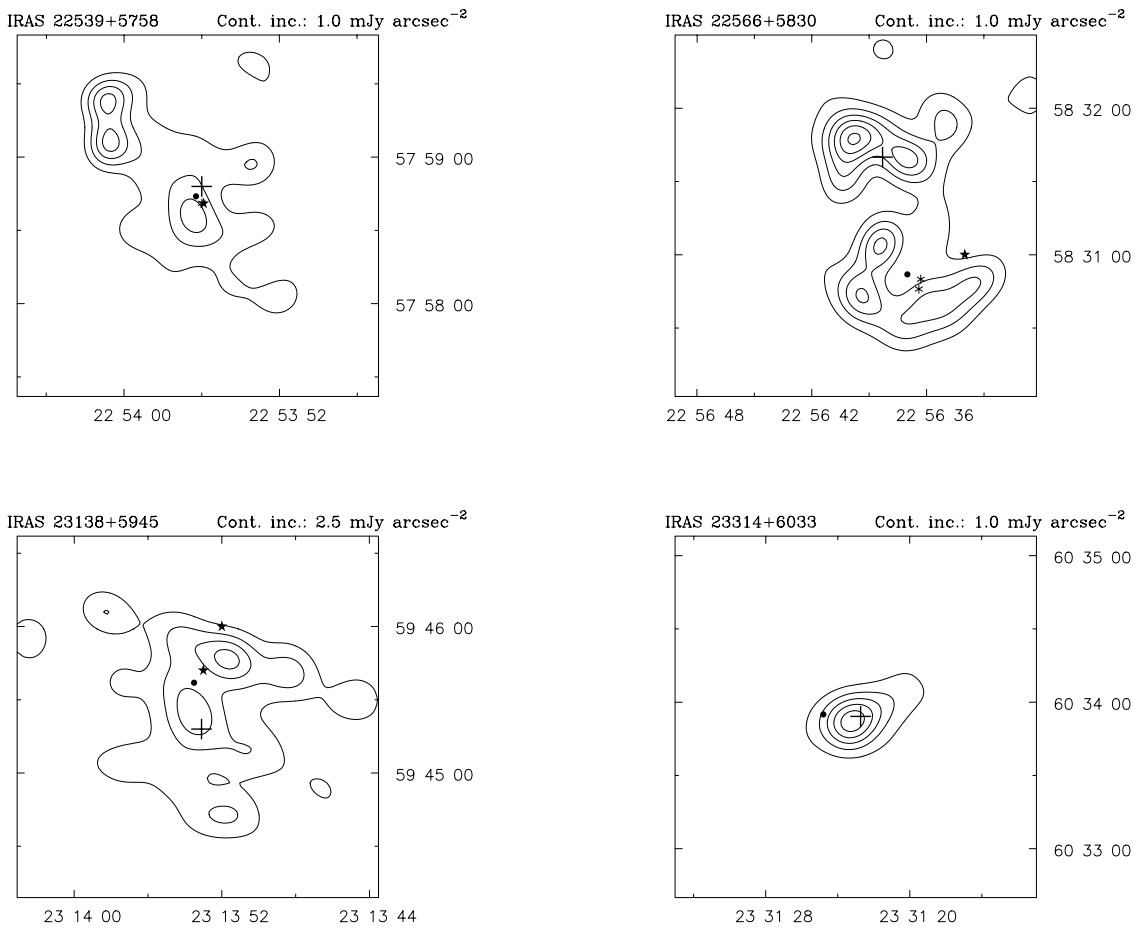 IRAS 22539+5758 Cont. inc.: 1.0 mJy arcsec⁻²
57 59 00
57 58 00
22 54 00 22 53 52
IRAS 22566+5830 Cont. inc.: 1.0 mJy arcsec⁻²
58 32 00
58 31 00
22 56 48 22 56 42 22 56 36
IRAS 23138+5945 Cont. inc.: 2.5 mJy arcsec⁻²
59 46 00
59 45 00
23 14 00 23 13 52 23 13 44
IRAS 23314+6033 Cont. inc.: 1.0 mJy arcsec⁻²
60 35 00
60 34 00
60 33 00
23 31 28 23 31 20